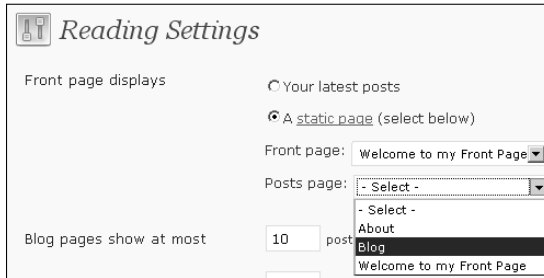 Reading Settings
Front page displays
Your latest posts
A static page (select below)
Front page: Welcome to my Front Page
Posts page: - Select -
- Select -
About
Blog
Welcome to my Front Page
Blog pages show at most 10 post